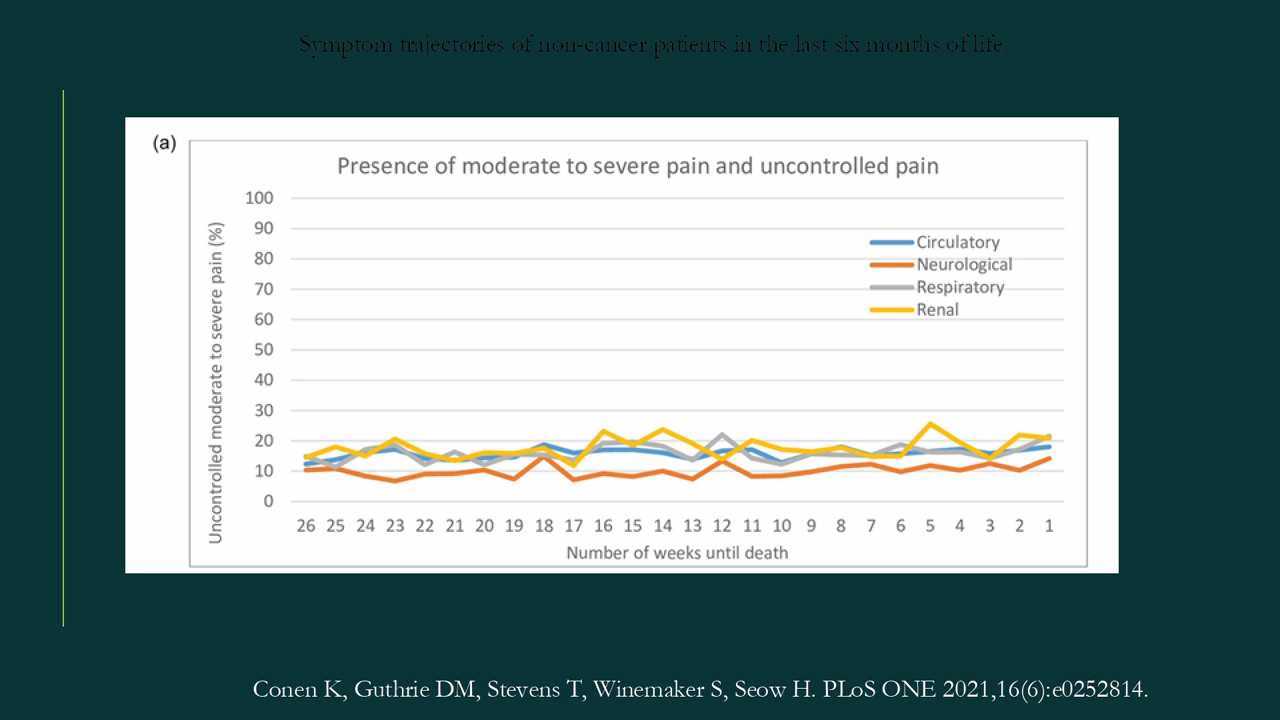 Symptom trajectories of non-cancer patients in the last six months of life
(a)
Presence of moderate to severe pain and uncontrolled pain
Uncontrolled moderate to severe pain (%)
100
90
80
70
60
50
40
30
20
10
0
Circulatory
Neurological
Respiratory
Renal
26 25 24 23 22 21 20 19 18 17 16 15 14 13 12 11 10 9 8 7 6 5 4 3 2 1
Number of weeks until death
Conen K, Guthrie DM, Stevens T, Winemaker S, Seow H. PLoS ONE 2021,16(6):e0252814.